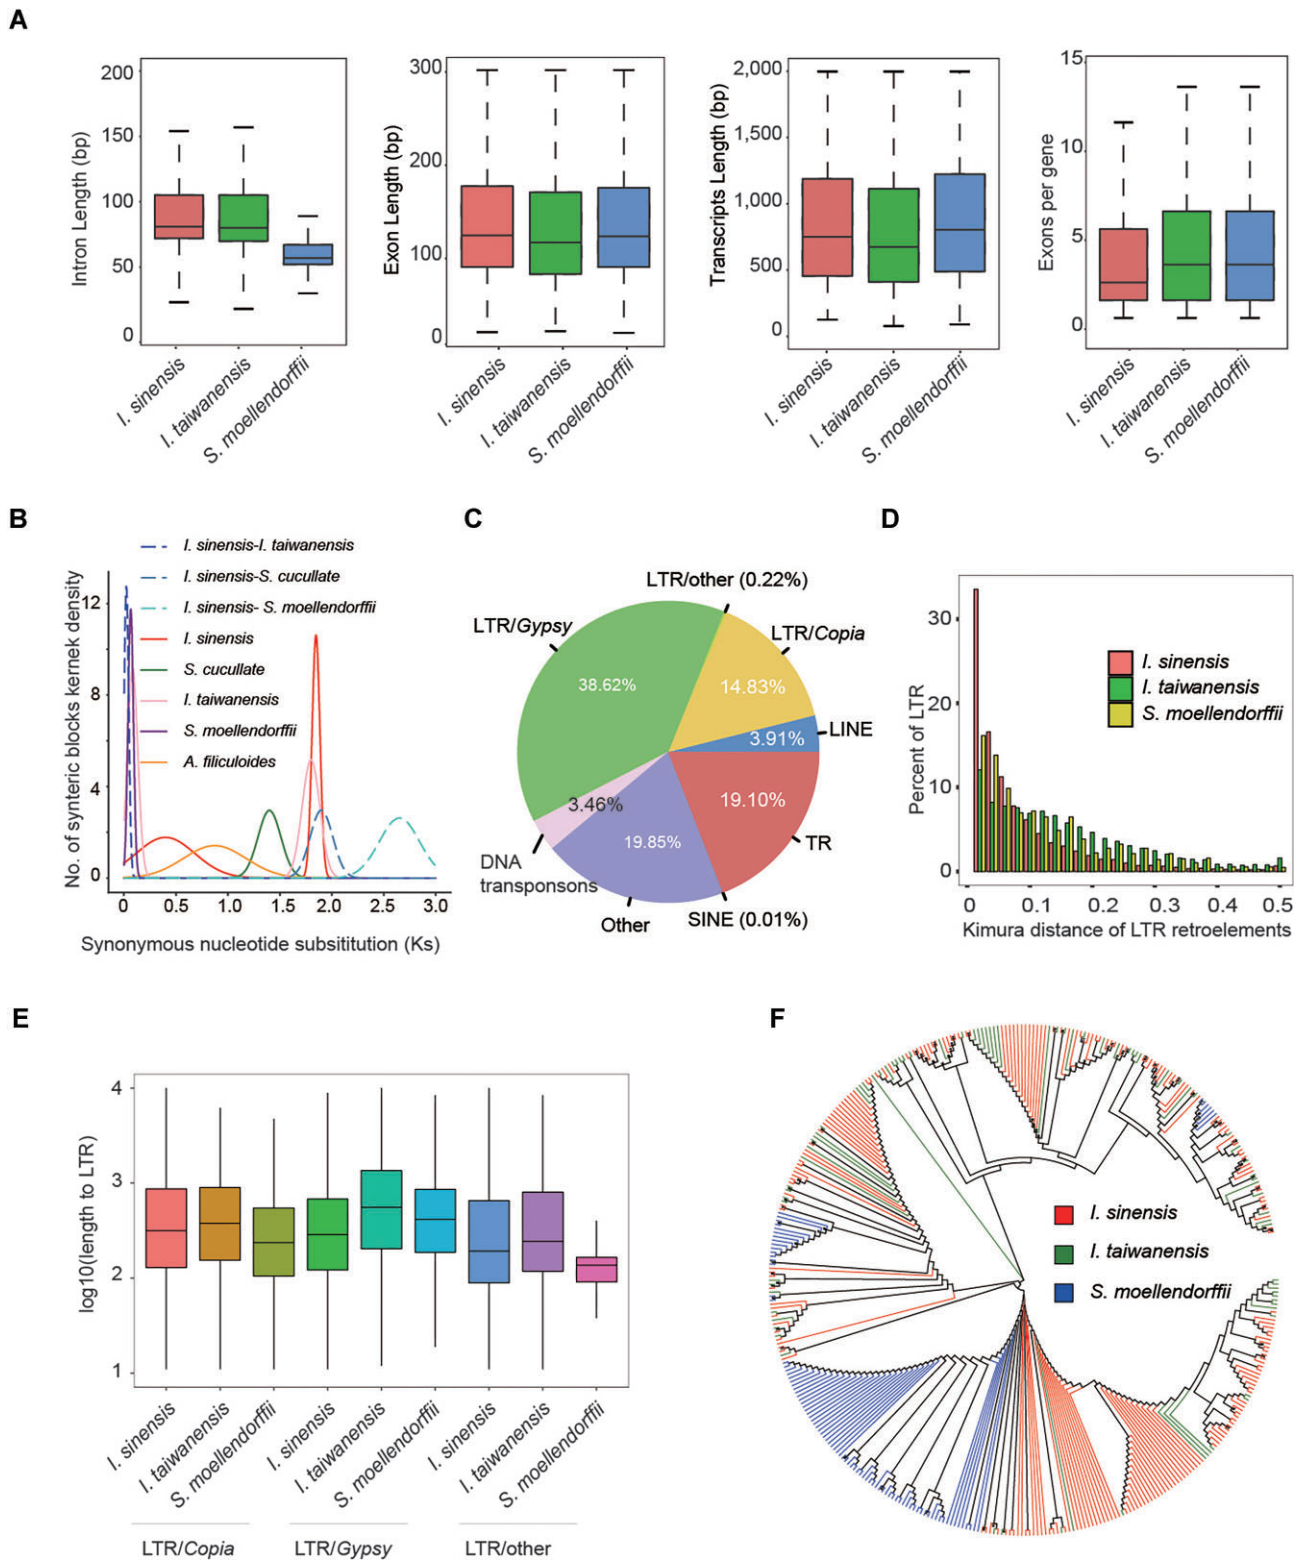 A
Intron Length (bp)
200
150
100
50
0
I. sinensis
I. taiwanensis
S. moellendorffii
Exon Length (bp)
300
200
100
0
I. sinensis
I. taiwanensis
S. moellendorffii
Transcripts Length (bp)
2,000
1,500
1,000
500
0
I. sinensis
I. taiwanensis
S. moellendorffii
Exons per gene
15
10
5
0
I. sinensis
I. taiwanensis
S. moellendorffii
B
I. sinensis-I. taiwanensis
I. sinensis-S. cucullate
I. sinensis- S. moellendorffii
I. sinensis
S. cucullate
I. taiwanensis
S. moellendorffii
A. filiculoides
No. of synteric blocks kernek density
12
8
4
0
0 0.5 1.0 1.5 2.0 2.5 3.0
Synonymous nucleotide subsititution (Ks)
C
LTR/other (0.22%)
LTR/Gypsy
LTR/Copia
38.62%
14.83%
LINE
3.91%
3.46%
19.10%
19.85%
TR
DNA
transponsons
Other
SINE (0.01%)
D
Percent of LTR
30
20
10
0
I. sinensis
I. taiwanensis
S. moellendorffii
0 0.1 0.2 0.3 0.4 0.5
Kimura distance of LTR retroelements
E
log10(length to LTR)
4
3
2
1
I. sinensis
I. taiwanensis
S. moellendorffii
I. sinensis
I. taiwanensis
S. moellendorffii
I. sinensis
I. taiwanensis
S. moellendorffii
LTR/Copia
LTR/Gypsy
LTR/other
F
I. sinensis
I. taiwanensis
S. moellendorffii